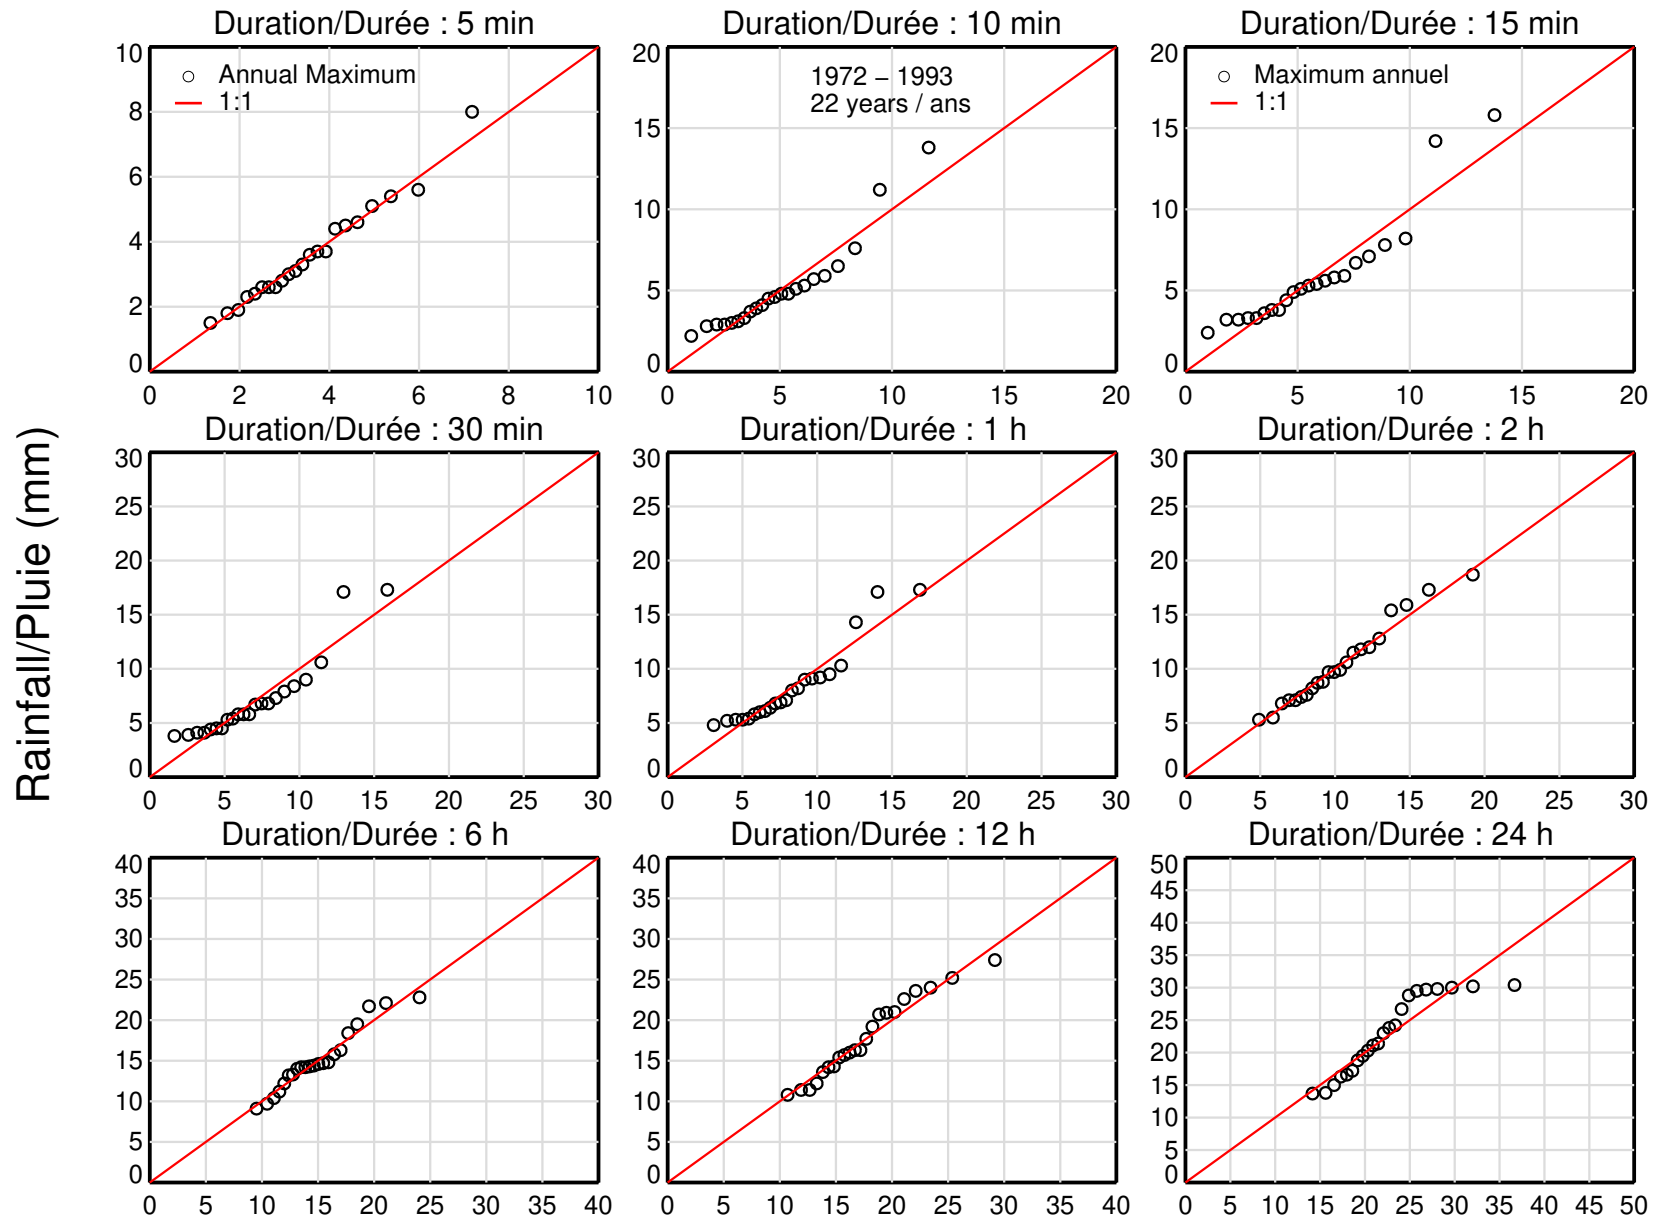 Duration/Durée : 5 min
Duration/Durée : 10 min
Duration/Durée : 15 min
10
8
6
4
2
0
0 2 4 6 8 10
Annual Maximum
1:1
20
15
10
5
0
0 5 10 15 20
1972 − 1993
22 years / ans
20
15
10
5
0
0 5 10 15 20
Maximum annuel
1:1
Rainfall/Pluie (mm)
Duration/Durée : 30 min
Duration/Durée : 1 h
Duration/Durée : 2 h
30
25
20
15
10
5
0
0 5 10 15 20 25 30
30
25
20
15
10
5
0
0 5 10 15 20 25 30
30
25
20
15
10
5
0
0 5 10 15 20 25 30
Duration/Durée : 6 h
Duration/Durée : 12 h
Duration/Durée : 24 h
40
35
30
25
20
15
10
5
0
0 5 10 15 20 25 30 35 40
40
35
30
25
20
15
10
5
0
0 5 10 15 20 25 30 35 40
50
45
40
35
30
25
20
15
10
5
0
0 5 10 15 20 25 30 35 40 45 50